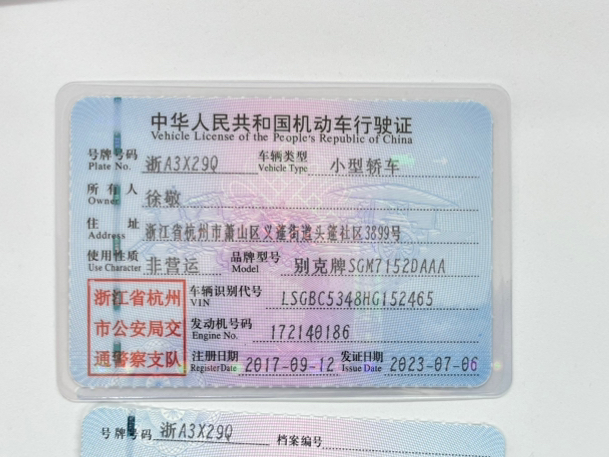 中华人民共和国机动车行驶证
Vehicle License of the People's Republic of China
号牌号码 Plate No. 浙A3X29Q 车辆类型 Vehicle Type 小型轿车
所有人 Owner 徐敬
住址 Address 浙江省杭州市萧山区义蓬街道头蓬社区3899号
使用性质 Use Character 非营运 品牌型号 Model 别克牌SGM7152DAAA
浙江省杭州
市公安局交
通警察支队
车辆识别代号 VIN LSGBC5348HG152465
发动机号码 Engine No. 172140186
注册日期 Register Date 2017-09-12 发证日期 Issue Date 2023-07-06
号牌号码 浙A3X29Q 档案编号